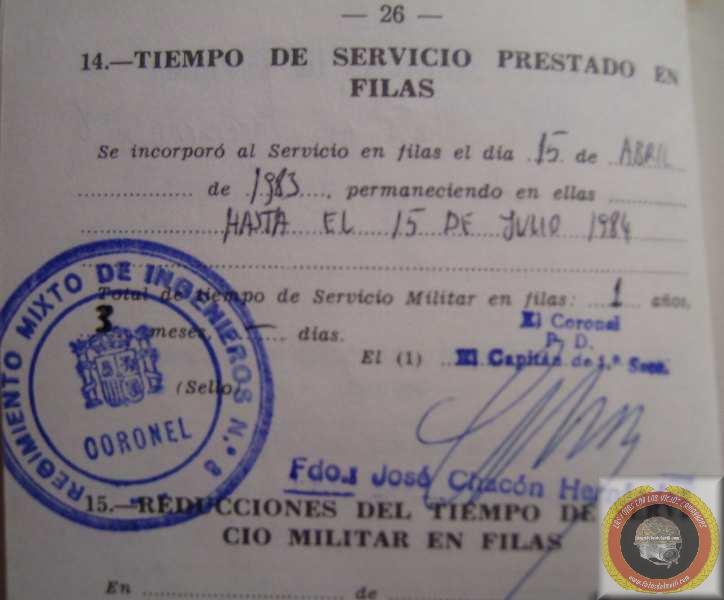 — 26 —
14.—TIEMPO DE SERVICIO PRESTADO EN
FILAS
Se incorporó al Servicio en filas el día 15 de ABRIL
de 1983, permaneciendo en ellas
HASTA EL 15 DE JULIO 1984
Total de tiempo de Servicio Militar en filas: 1 años,
3 meses, — días.
El Coronel
P. D.
El (1) El Capitán de 1.ª Secc.
(Sello)
REGIMIENTO MIXTO DE INGENIEROS N.º 8
CORONEL
Fdo.: José Chacón
15.—REDUCCIONES DEL TIEMPO DE
CIO MILITAR EN FILAS
En de
www.fotosdelamili.com